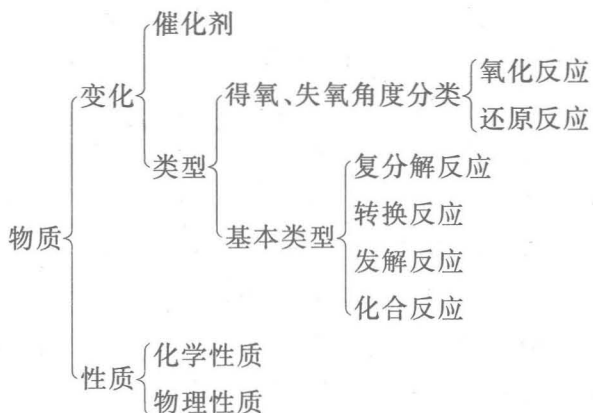 催化剂
变化
得氧、失氧角度分类
氧化反应
还原反应
类型
复分解反应
转换反应
基本类型
发解反应
化合反应
物质
化学性质
性质
物理性质